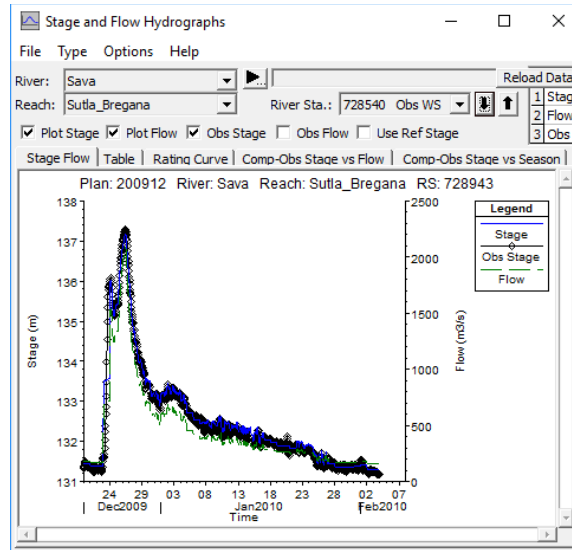 Stage and Flow Hydrographs
File Type Options Help
River: Sava Reload Data
Reach: Sutla_Bregana River Sta.: 728540 Obs WS 1 Stag
2 Flow
Plot Stage Plot Flow Obs Stage Obs Flow Use Ref Stage 3 Obs
Stage Flow Table Rating Curve Comp-Obs Stage vs Flow Comp-Obs Stage vs Season
Plan: 200912 River: Sava Reach: Sutla_Bregana RS: 728943
138 2500
137
136 2000
135 1500
134
133 1000
132 500
131 0
Stage (m)
Flow (m3/s)
Legend
Stage
Obs Stage
Flow
24 29 03 08 13 18 23 28 02 07
Dec2009 Jan2010 Feb2010
Time